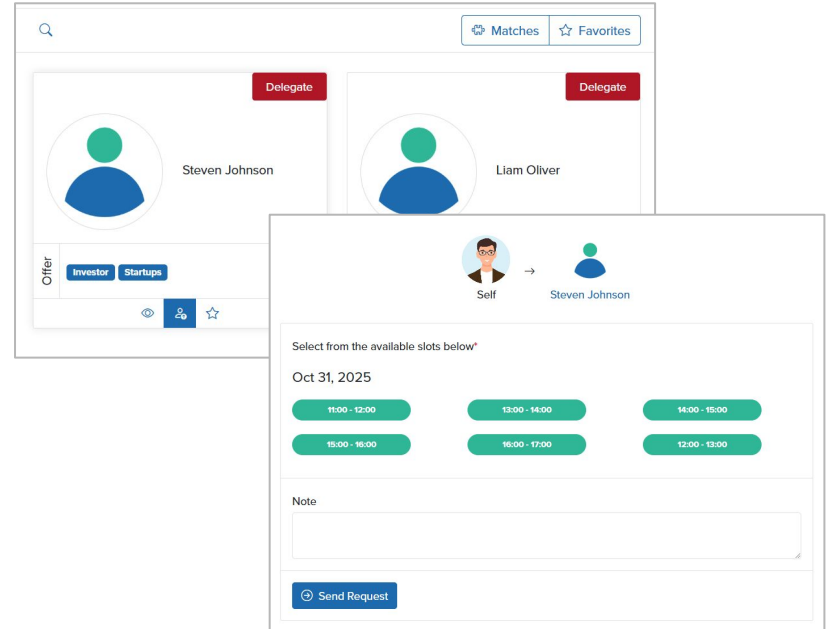 Matches
Favorites
Delegate
Delegate
Steven Johnson
Liam Oliver
Offer
Investor
Startups
Self
→
Steven Johnson
Select from the available slots below*
Oct 31, 2025
11:00 - 12:00
13:00 - 14:00
14:00 - 15:00
15:00 - 16:00
16:00 - 17:00
12:00 - 13:00
Note
Send Request